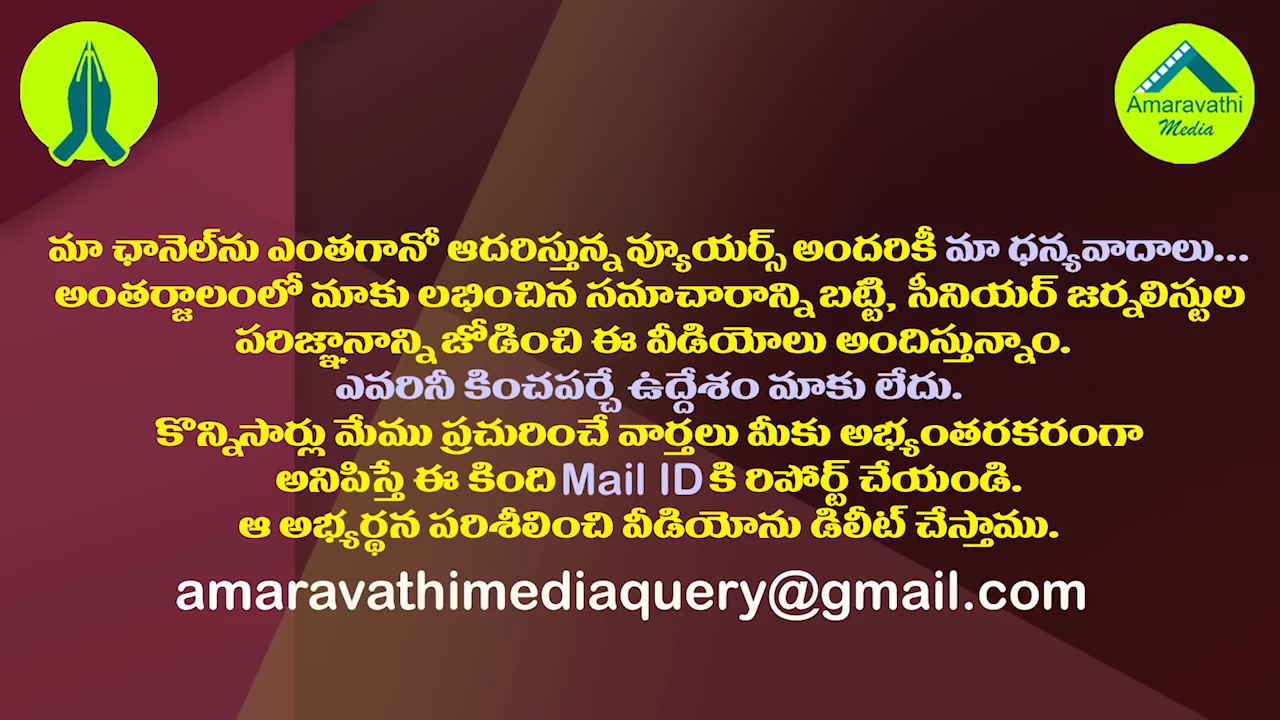 Amaravathi
Media
మా ఛానెల్‌ను ఎంతగానో ఆదరిస్తున్న వ్యూయర్స్ అందరికీ మా ధన్యవాదాలు...
అంతర్జాలంలో మాకు లభించిన సమాచారాన్ని బట్టి, సీనియర్ జర్నలిస్టుల
పరిజ్ఞానాన్ని జోడించి ఈ వీడియోలు అందిస్తున్నాం.
ఎవరినీ కించపర్చే ఉద్దేశం మాకు లేదు.
కొన్నిసార్లు మేము ప్రచురించే వార్తలు మీకు అభ్యంతరకరంగా
అనిపిస్తే ఈ కింది Mail ID కి రిపోర్ట్ చేయండి.
ఆ అభ్యర్థన పరిశీలించి వీడియోను డిలీట్ చేస్తాము.
amaravathimediaquery@gmail.com